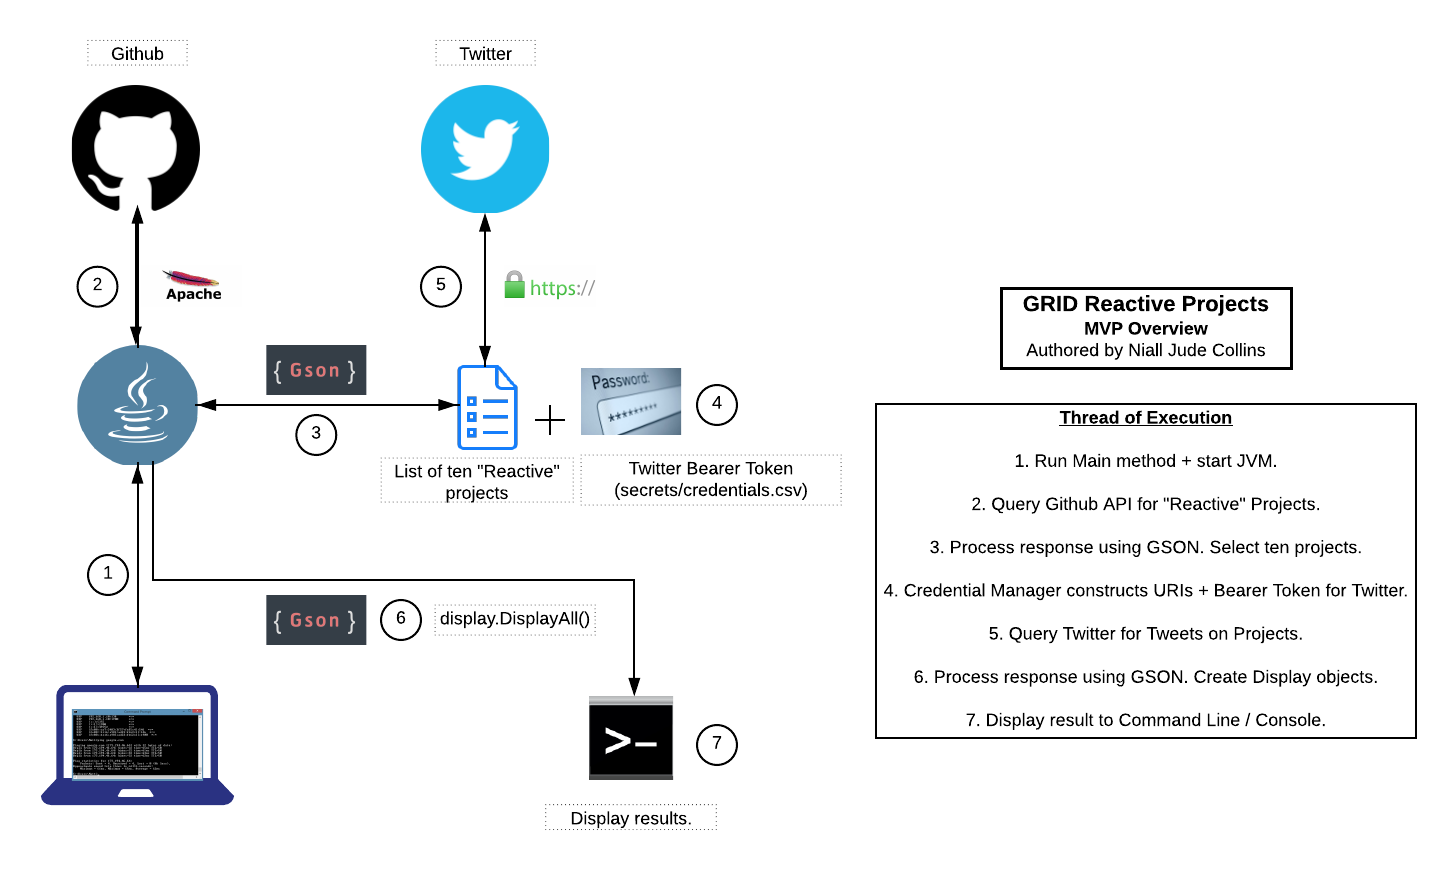 Github
Twitter
2
Apache
5
https://
{ Gson }
3
Password:
*********
4
List of ten "Reactive"
projects
Twitter Bearer Token
(secrets/credentials.csv)
1
{ Gson }
6
display.DisplayAll()
>_
7
Display results.
GRID Reactive Projects
MVP Overview
Authored by Niall Jude Collins
Thread of Execution
1. Run Main method + start JVM.
2. Query Github API for "Reactive" Projects.
3. Process response using GSON. Select ten projects.
4. Credential Manager constructs URIs + Bearer Token for Twitter.
5. Query Twitter for Tweets on Projects.
6. Process response using GSON. Create Display objects.
7. Display result to Command Line / Console.